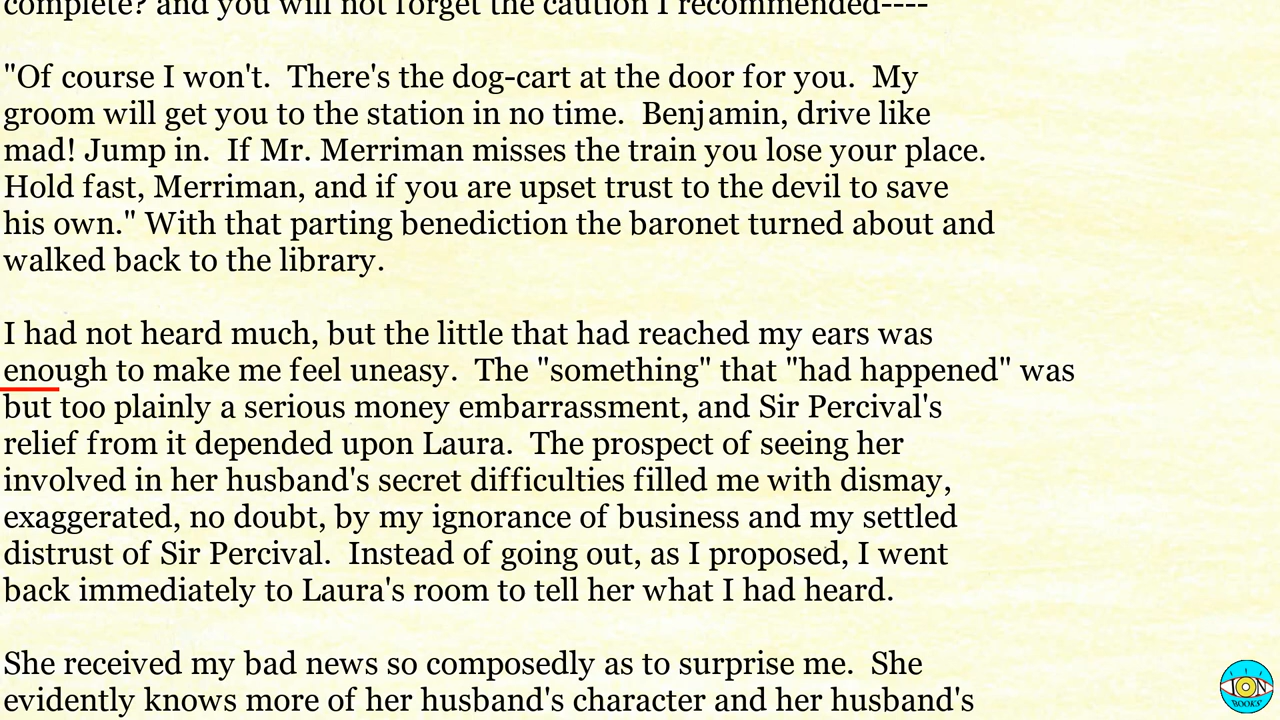 complete? and you will not forget the caution I recommended----
"Of course I won't.  There's the dog-cart at the door for you.  My
groom will get you to the station in no time.  Benjamin, drive like
mad! Jump in.  If Mr. Merriman misses the train you lose your place.
Hold fast, Merriman, and if you are upset trust to the devil to save
his own." With that parting benediction the baronet turned about and
walked back to the library.
I had not heard much, but the little that had reached my ears was
enough to make me feel uneasy.  The "something" that "had happened" was
but too plainly a serious money embarrassment, and Sir Percival's
relief from it depended upon Laura.  The prospect of seeing her
involved in her husband's secret difficulties filled me with dismay,
exaggerated, no doubt, by my ignorance of business and my settled
distrust of Sir Percival.  Instead of going out, as I proposed, I went
back immediately to Laura's room to tell her what I had heard.
She received my bad news so composedly as to surprise me.  She
evidently knows more of her husband's character and her husband's
ION
BOOKS